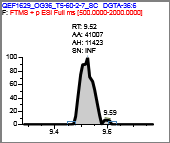 QEF1629_OG36_T5-60-2-7_SC DGTA-36:6
F: FTMS + p ESI Full ms [500.0000-2000.0000]
RT: 9.52
AA: 41007
AH: 11423
SN: INF
100
80
60
40
20
0
9.59
9.4
9.6